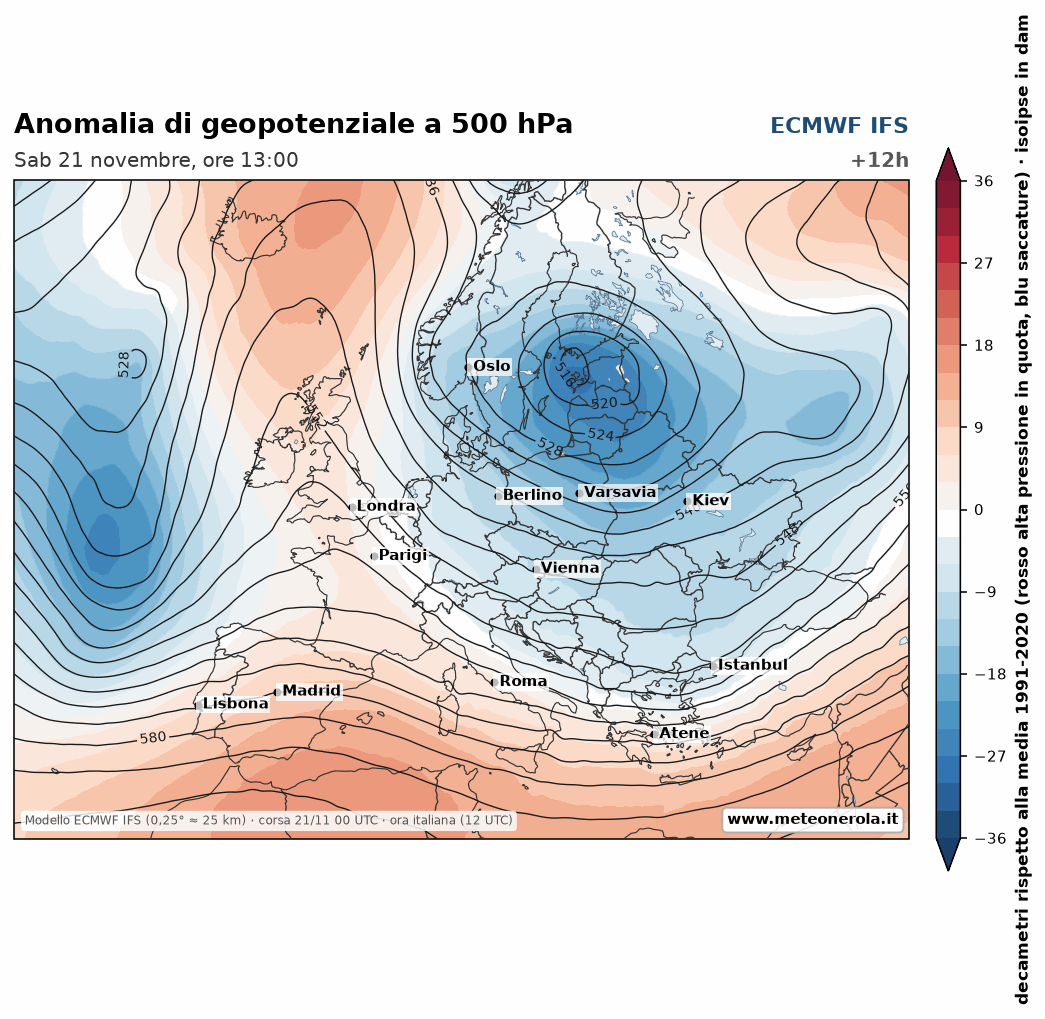 Anomalia di geopotenziale a 500 hPa
ECMWF IFS
Sab 21 novembre, ore 13:00
+12h
528
Oslo
516
520
524
528
Berlino
Varsavia
Kiev
Londra
Parigi
Vienna
Istanbul
Roma
Madrid
Lisbona
Atene
580
Modello ECMWF IFS (0,25° ≈ 25 km) · corsa 21/11 00 UTC · ora italiana (12 UTC)
www.meteonerola.it
36
27
18
9
0
−9
−18
−27
−36
decametri rispetto alla media 1991-2020 (rosso alta pressione in quota, blu saccature) · isoipse in dam